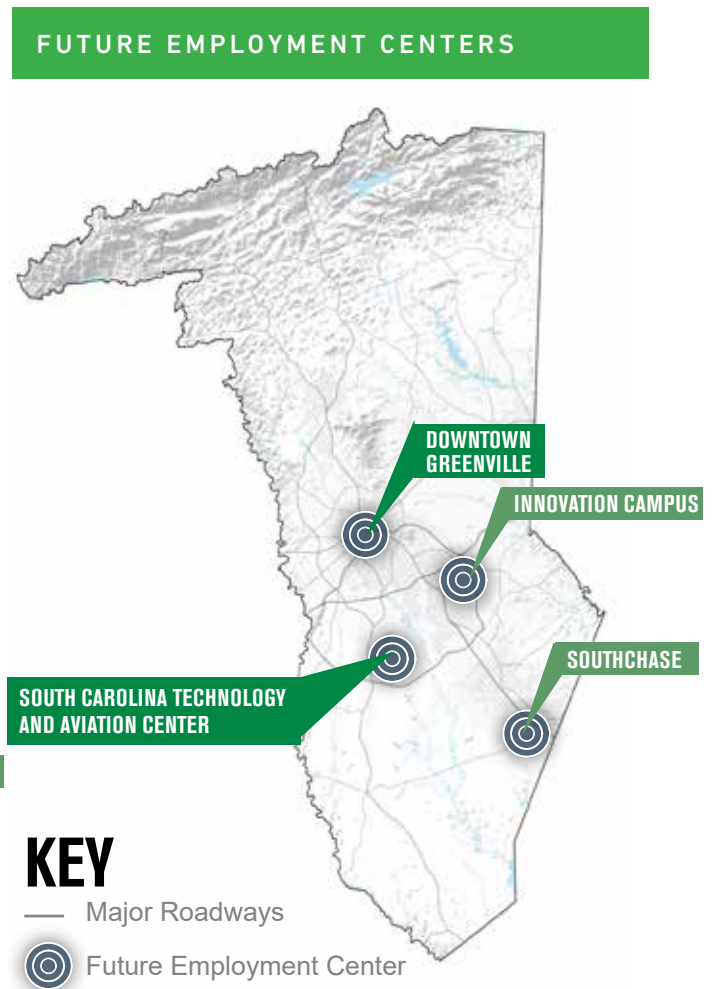 FUTURE EMPLOYMENT CENTERS
DOWNTOWN
GREENVILLE
INNOVATION CAMPUS
SOUTHCHASE
SOUTH CAROLINA TECHNOLOGY
AND AVIATION CENTER
KEY
Major Roadways
Future Employment Center